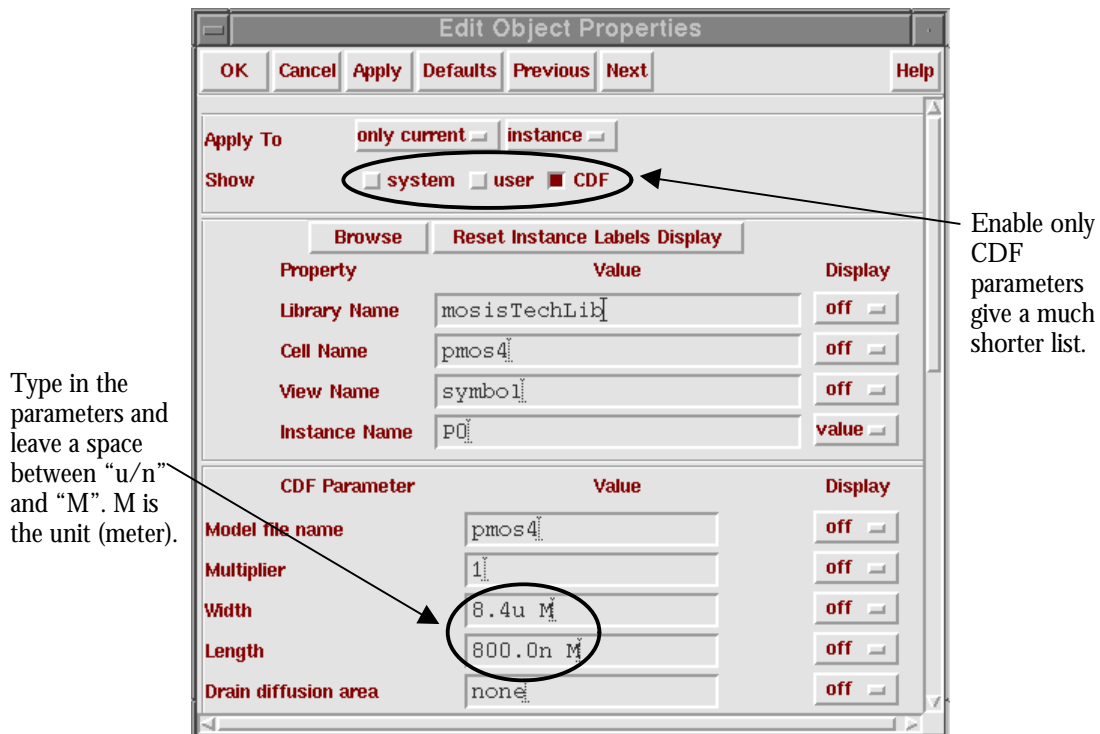 Edit Object Properties
OK Cancel Apply Defaults Previous Next Help
Apply To only current instance
Show system user CDF
Enable only
CDF
parameters
give a much
shorter list.
Browse Reset Instance Labels Display
Property Value Display
Library Name mosisTechLib off
Cell Name pmos4 off
View Name symbol off
Instance Name P0 value
Type in the
parameters and
leave a space
between “u/n”
and “M”. M is
the unit (meter).
CDF Parameter Value Display
Model file name pmos4 off
Multiplier 1 off
Width 8.4u M off
Length 800.0n M off
Drain diffusion area none off